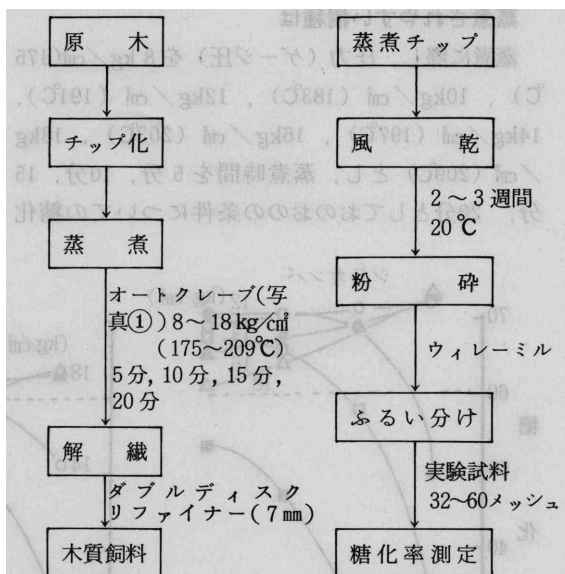 原木
チップ化
蒸煮
オートクレーブ(写
真①)8～18kg/cm²
(175～209℃)
5分,10分,15分,
20分
解繊
ダブルディスク
リファイナー(7mm)
木質飼料
蒸煮チップ
風乾
2～3週間
20℃
粉砕
ウィレーミル
ふるい分け
実験試料
32~60メッシュ
糖化率測定